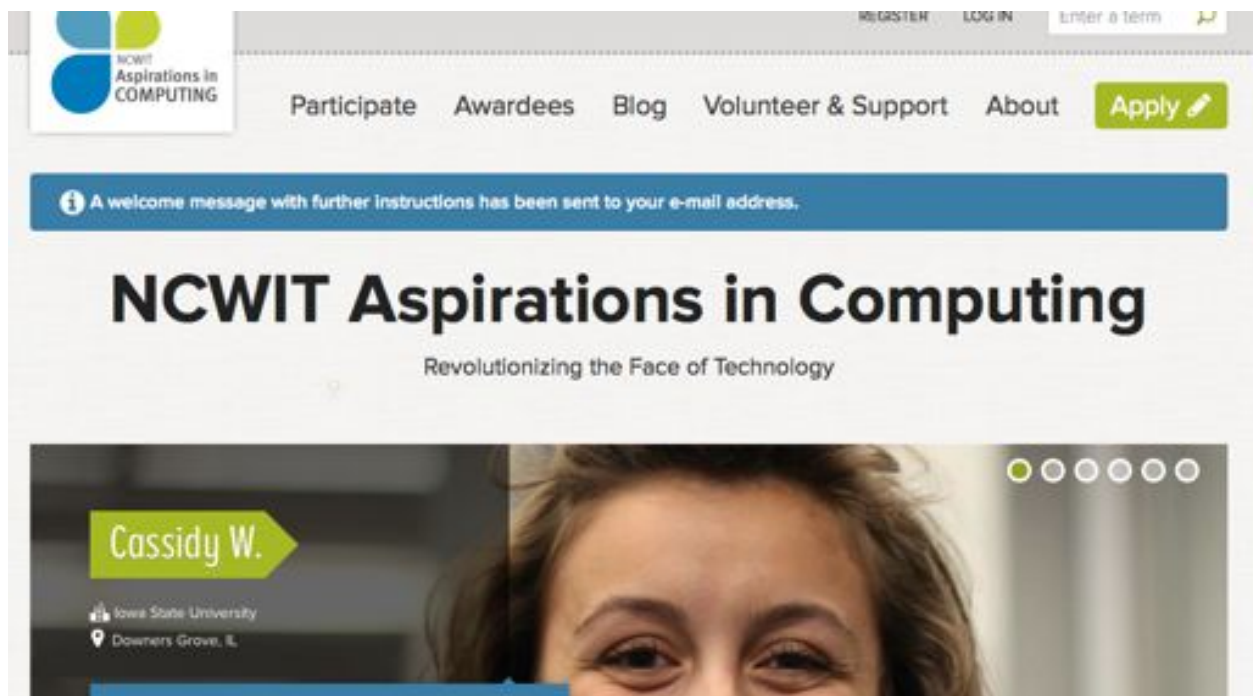 REGISTER LOG IN Enter a term
NCWIT
Aspirations in
COMPUTING
Participate Awardees Blog Volunteer & Support About Apply
A welcome message with further instructions has been sent to your e-mail address.
NCWIT Aspirations in Computing
Revolutionizing the Face of Technology
Cassidy W.
Iowa State University
Downers Grove, IL